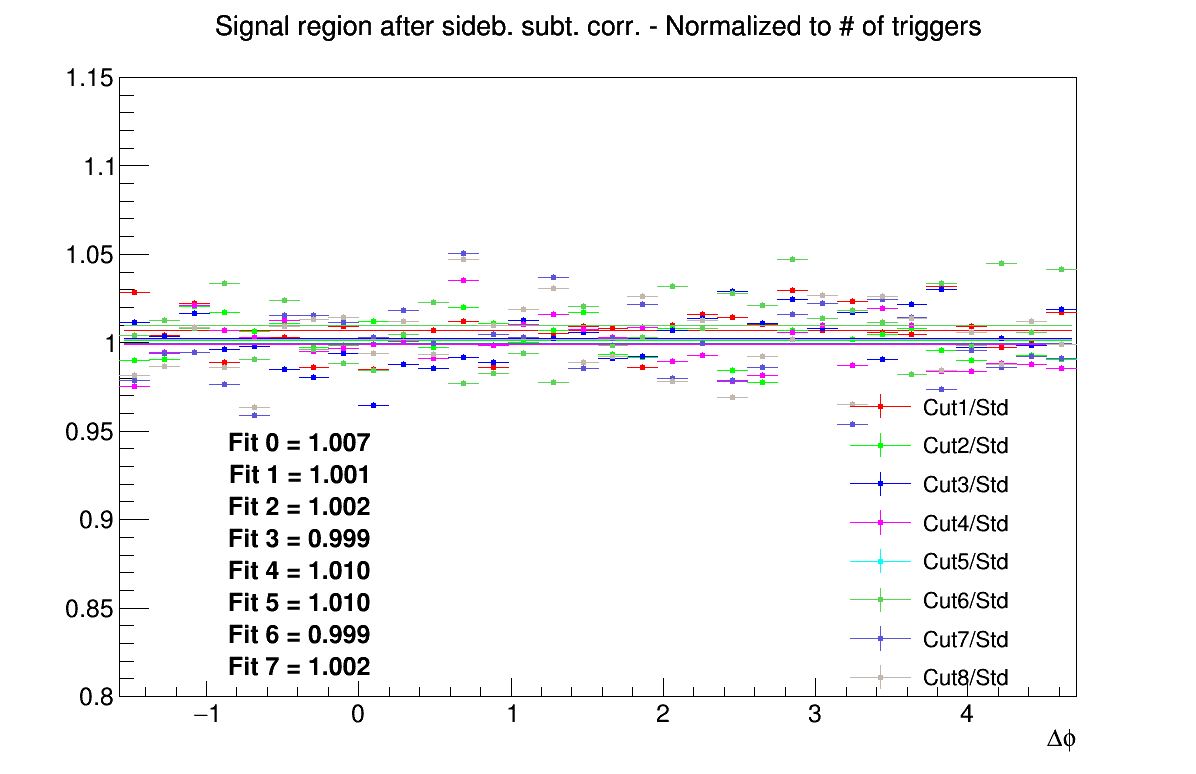 Signal region after sideb. subt. corr. - Normalized to # of triggers
1.15
1.1
1.05
1
0.95
0.9
0.85
0.8
Fit 0 = 1.007
Fit 1 = 1.001
Fit 2 = 1.002
Fit 3 = 0.999
Fit 4 = 1.010
Fit 5 = 1.010
Fit 6 = 0.999
Fit 7 = 1.002
Cut1/Std
Cut2/Std
Cut3/Std
Cut4/Std
Cut5/Std
Cut6/Std
Cut7/Std
Cut8/Std
−1 0 1 2 3 4
Δϕ